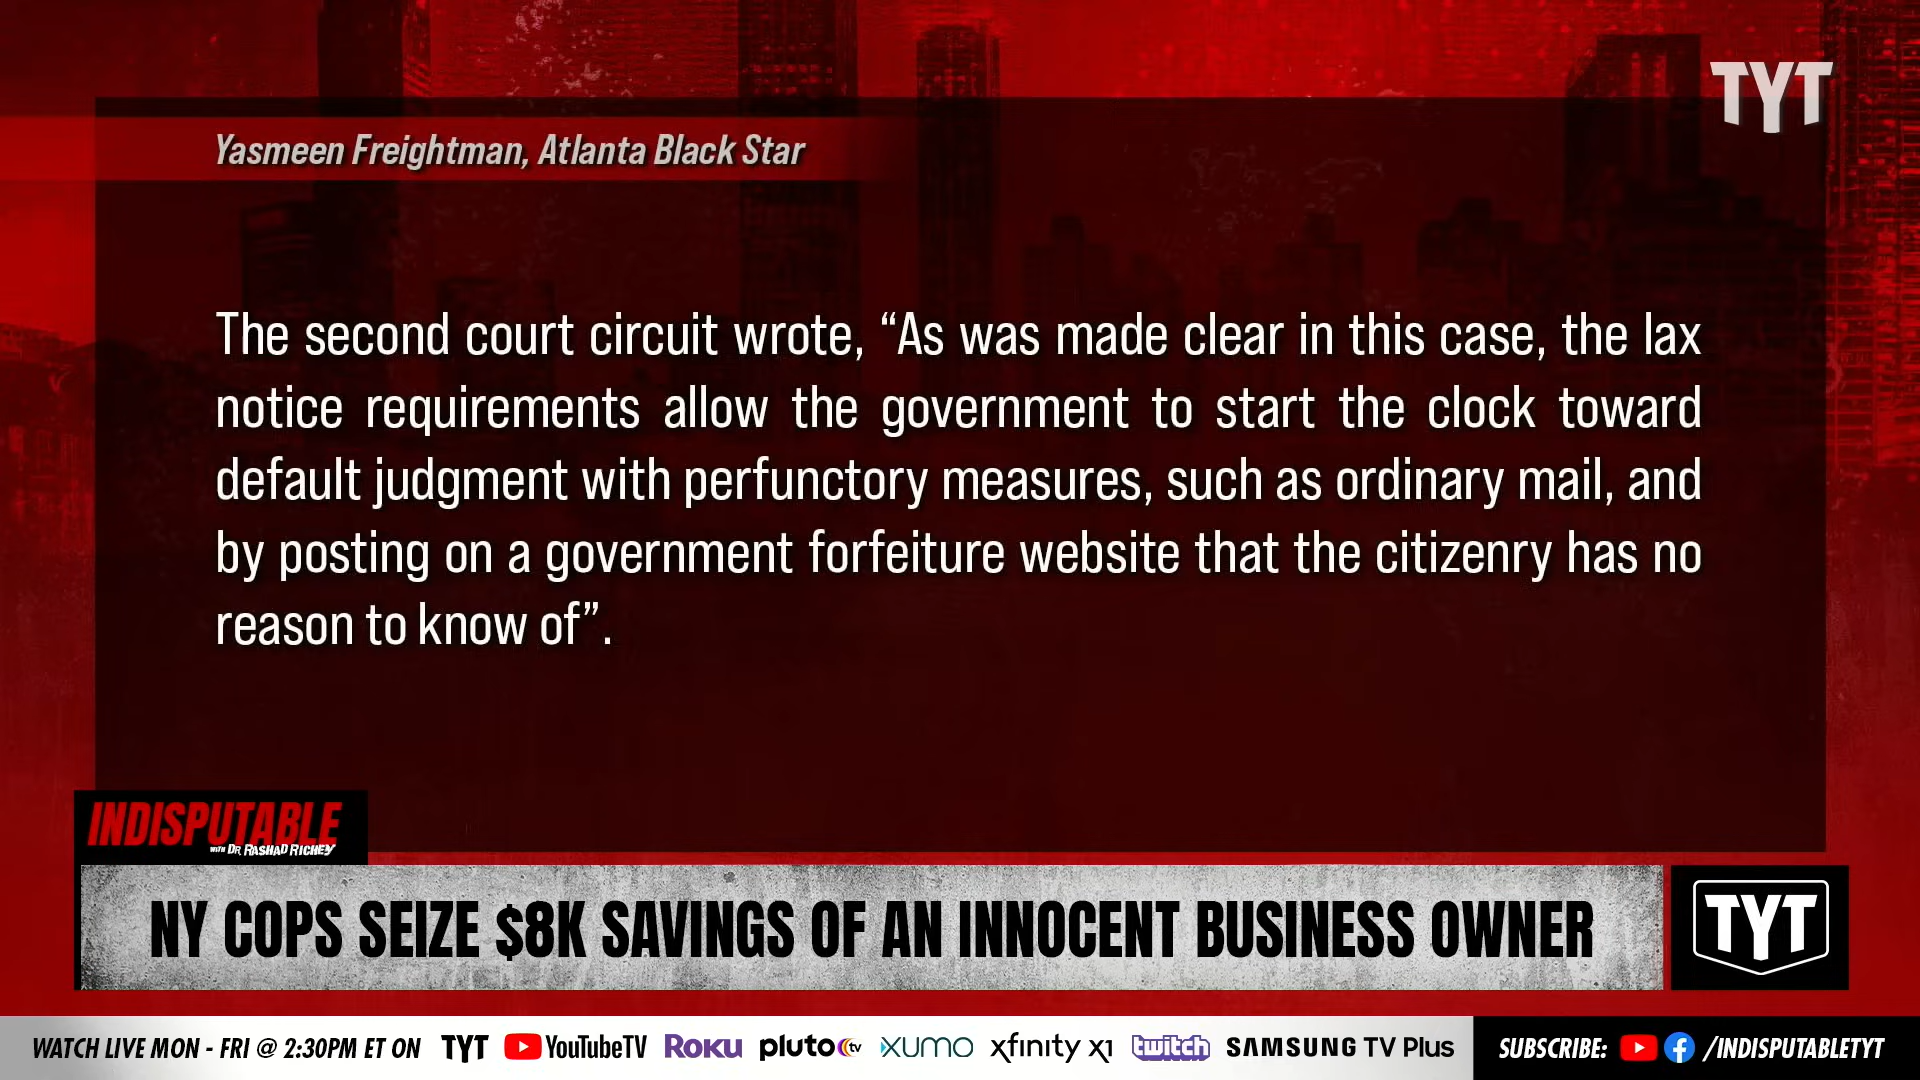 TYT
Yasmeen Freightman, Atlanta Black Star
The second court circuit wrote, “As was made clear in this case, the lax
notice requirements allow the government to start the clock toward
default judgment with perfunctory measures, such as ordinary mail, and
by posting on a government forfeiture website that the citizenry has no
reason to know of”.
INDISPUTABLE
WITH DR RASHAD RICHEY
NY COPS SEIZE $8K SAVINGS OF AN INNOCENT BUSINESS OWNER
TYT
WATCH LIVE MON - FRI @ 2:30PM ET ON TYT YouTubeTV ROKU pluto tv XUMO xfinity x1 twitch SAMSUNG TV Plus SUBSCRIBE: /INDISPUTABLETYT